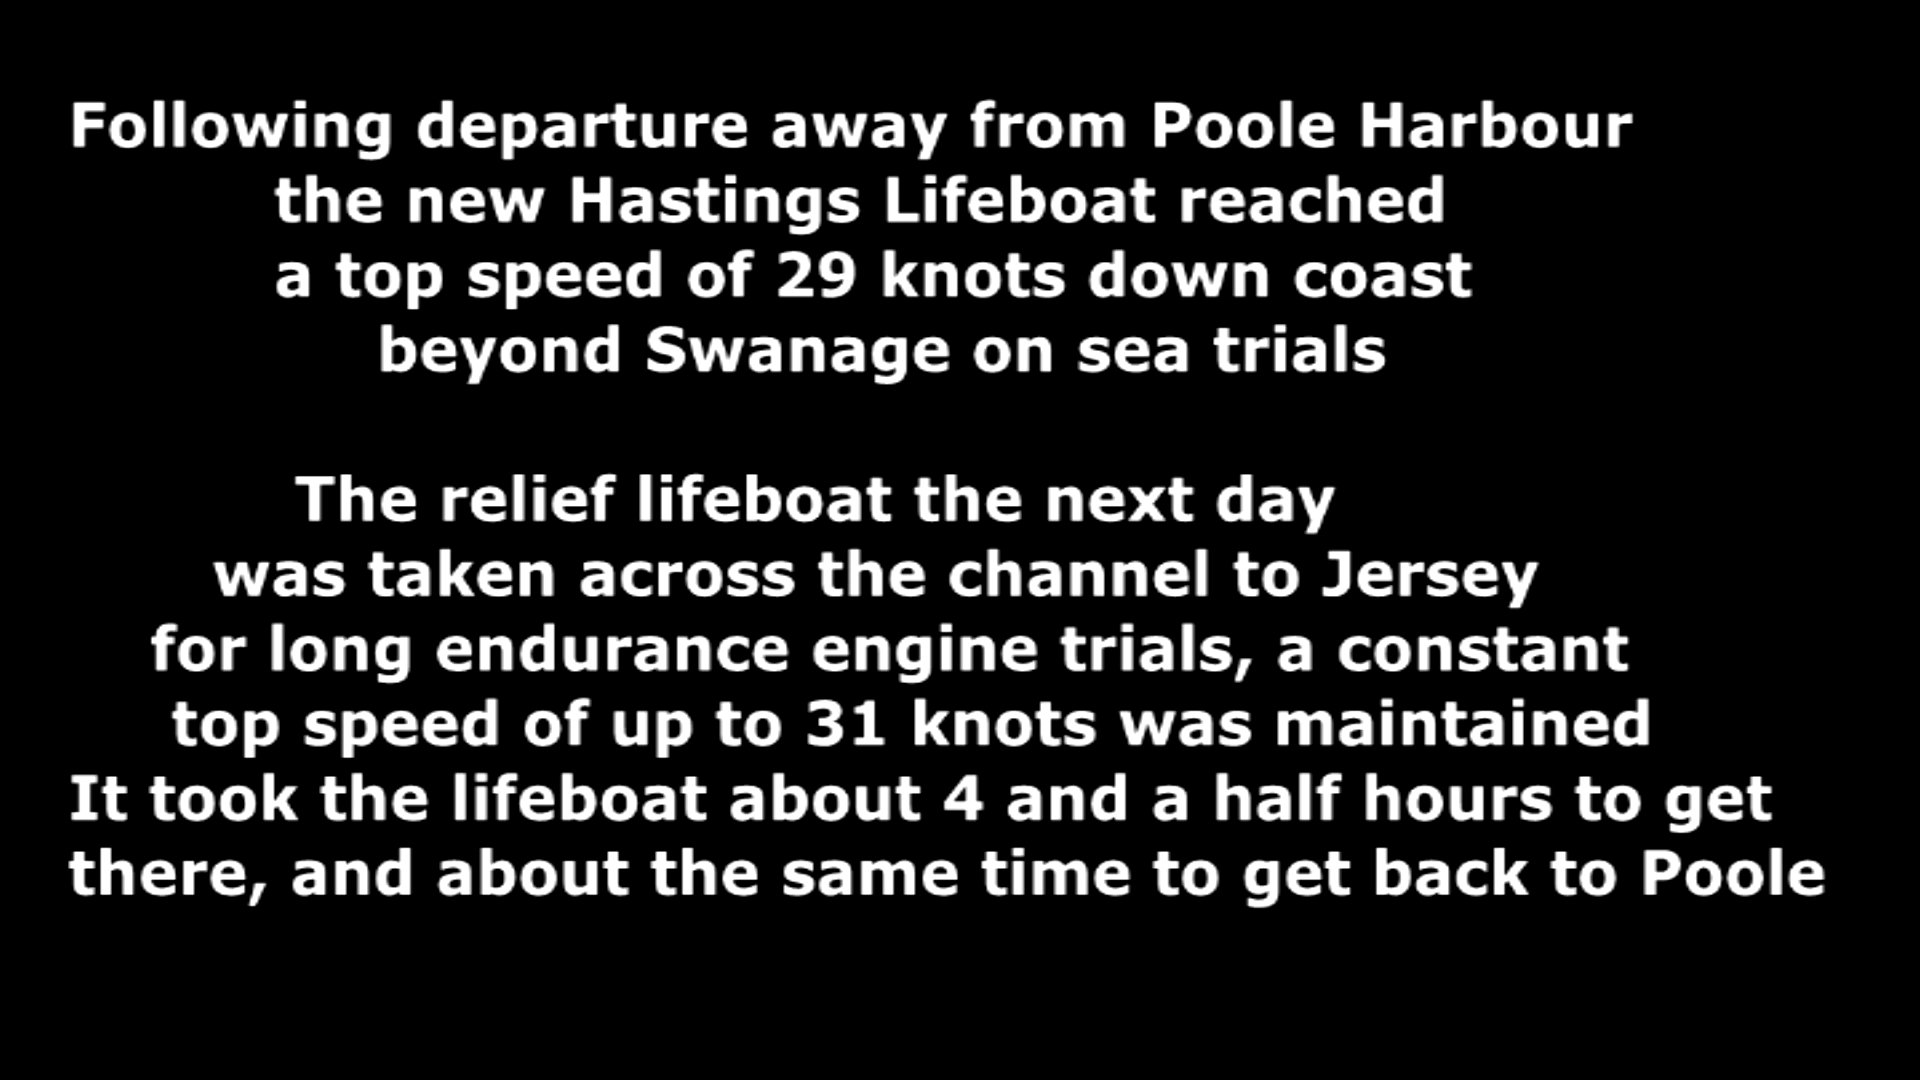 Following departure away from Poole Harbour
the new Hastings Lifeboat reached
a top speed of 29 knots down coast
beyond Swanage on sea trials
The relief lifeboat the next day
was taken across the channel to Jersey
for long endurance engine trials, a constant
top speed of up to 31 knots was maintained
It took the lifeboat about 4 and a half hours to get
there, and about the same time to get back to Poole